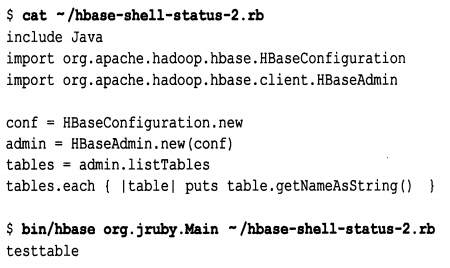 $ cat ~/hbase-shell-status-2.rb
include Java
import org.apache.hadoop.hbase.HBaseConfiguration
import org.apache.hadoop.hbase.client.HBaseAdmin
conf = HBaseConfiguration.new
admin = HBaseAdmin.new(conf)
tables = admin.listTables
tables.each { |table| puts table.getNameAsString() }
$ bin/hbase org.jruby.Main ~/hbase-shell-status-2.rb
testtable